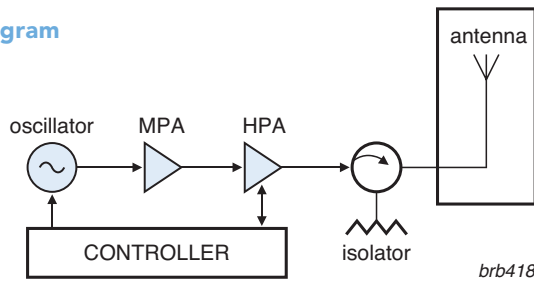 gram
antenna
oscillator MPA HPA
CONTROLLER
isolator
brb418